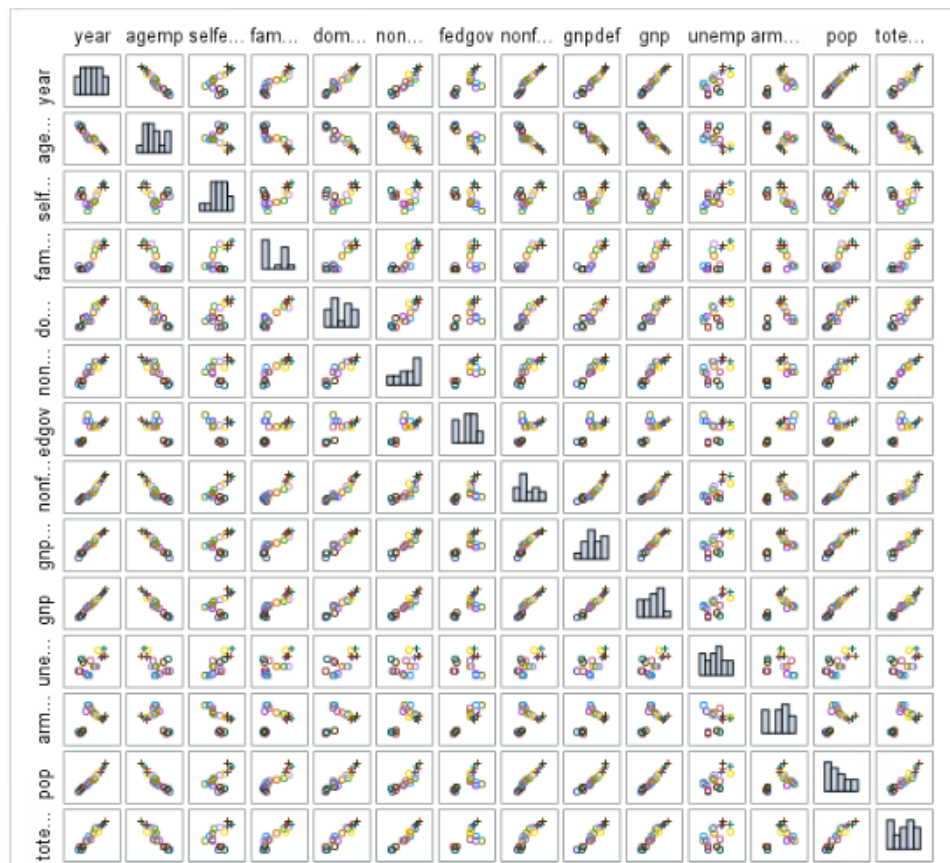 year agemp selfe... fam... dom... non... fedgov nonf... gnpdef gnp unemp arm... pop tote...
year
age...
self...
fam...
do...
non...
edgov
nonf...
gnp...
gnp
une...
arm...
pop
tote...